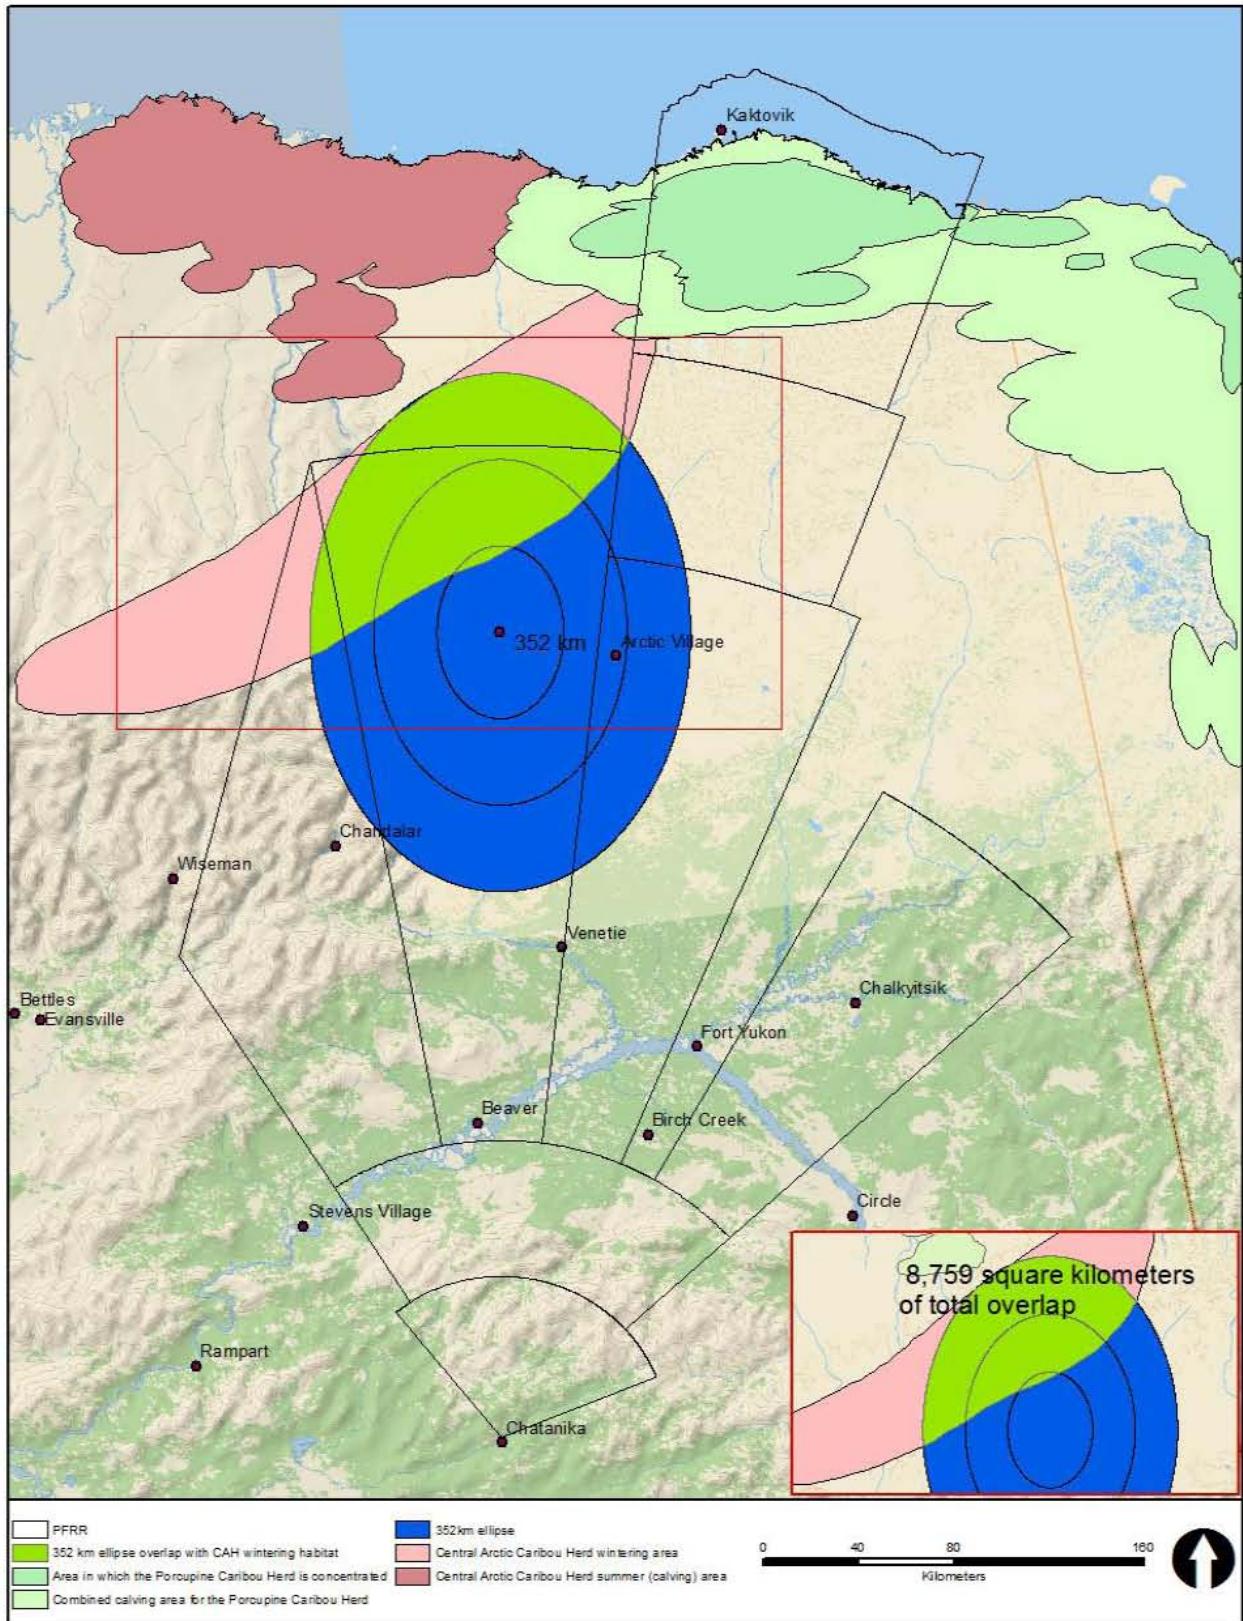 Kaktovik
352 km
Arctic Village
Chandalar
Wiseman
Venetie
Bettles
Evansville
Chalkyitsik
Fort Yukon
Beaver
Birch Creek
Stevens Village
Circle
8,759 square kilometers
of total overlap
Rampart
Chatanika
PFRR
352 km ellipse overlap with CAH wintering habitat
Area in which the Porcupine Caribou Herd is concentrated
Combined calving area for the Porcupine Caribou Herd
352km ellipse
Central Arctic Caribou Herd wintering area
Central Arctic Caribou Herd summer (calving) area
0 40 80 160
Kilometers